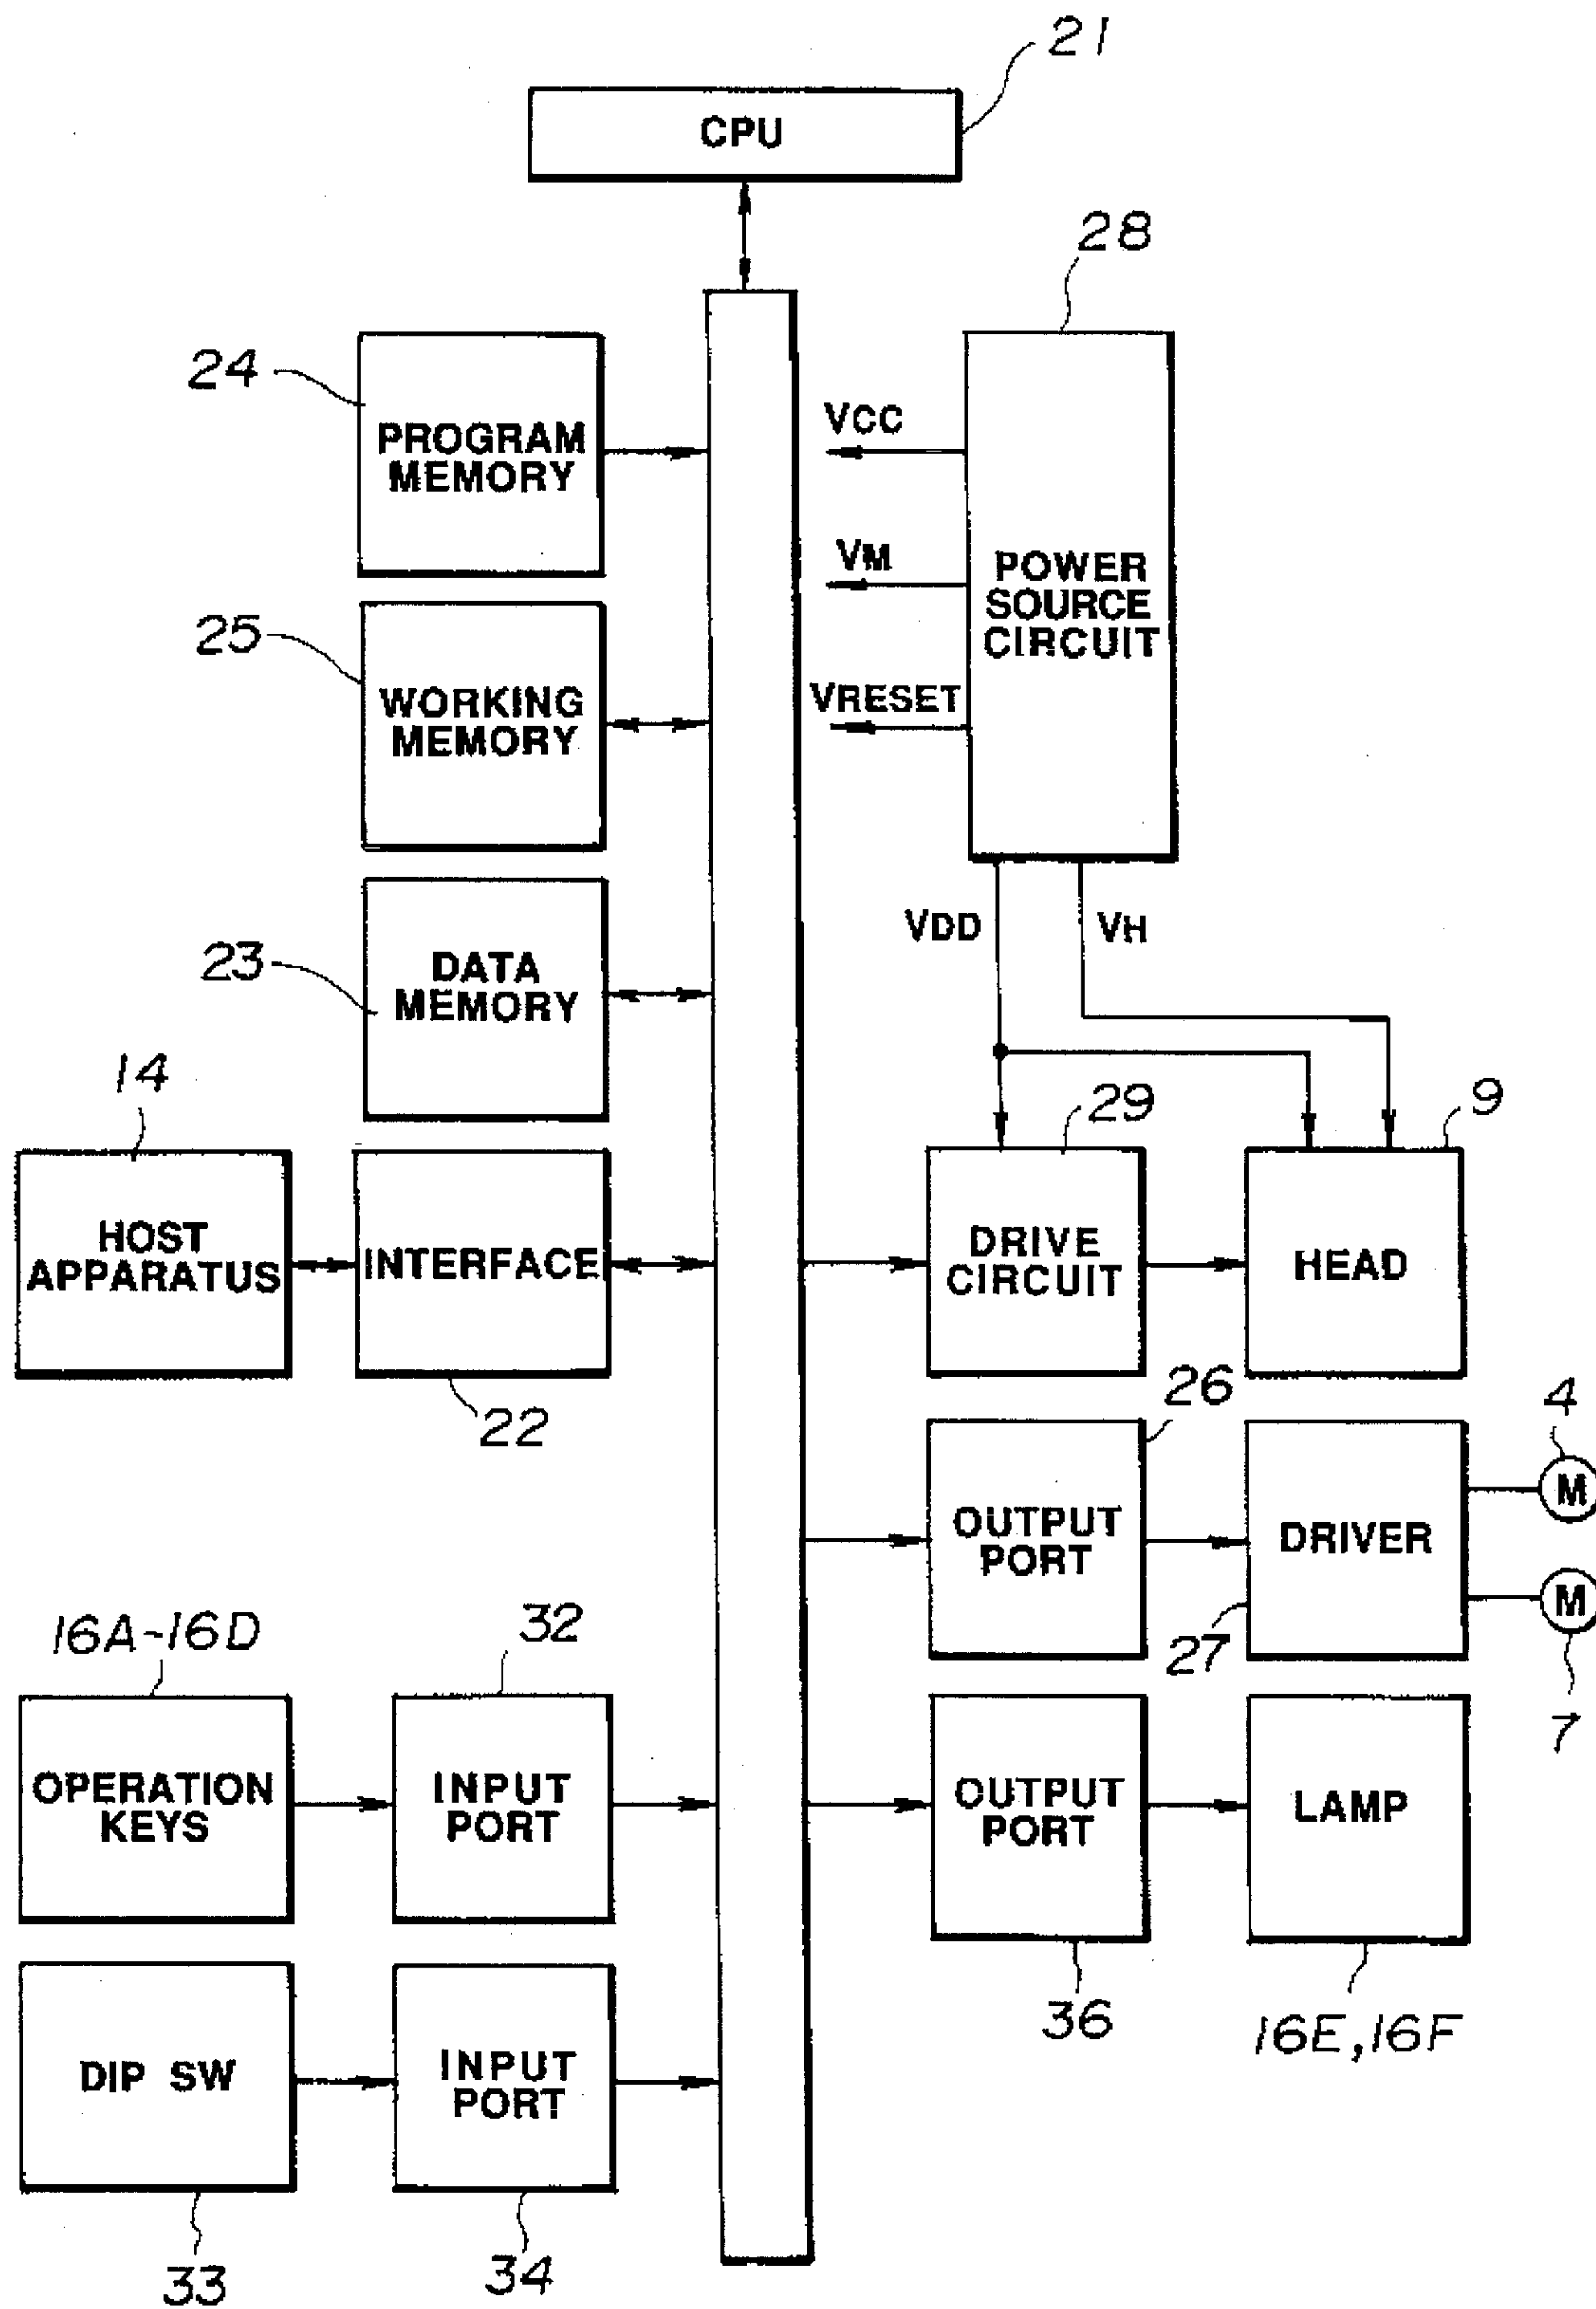 21
CPU
28
24
PROGRAM
MEMORY
VCC
VM
POWER
SOURCE
CIRCUIT
25
WORKING
MEMORY
VRESET
VDD
VH
23
DATA
MEMORY
14
29
9
HOST
APPARATUS
INTERFACE
DRIVE
CIRCUIT
HEAD
22
26
4
OUTPUT
PORT
DRIVER
M
M
27
7
16A-16D
32
OPERATION
KEYS
INPUT
PORT
OUTPUT
PORT
LAMP
36
16E, 16F
DIP SW
INPUT
PORT
33
34